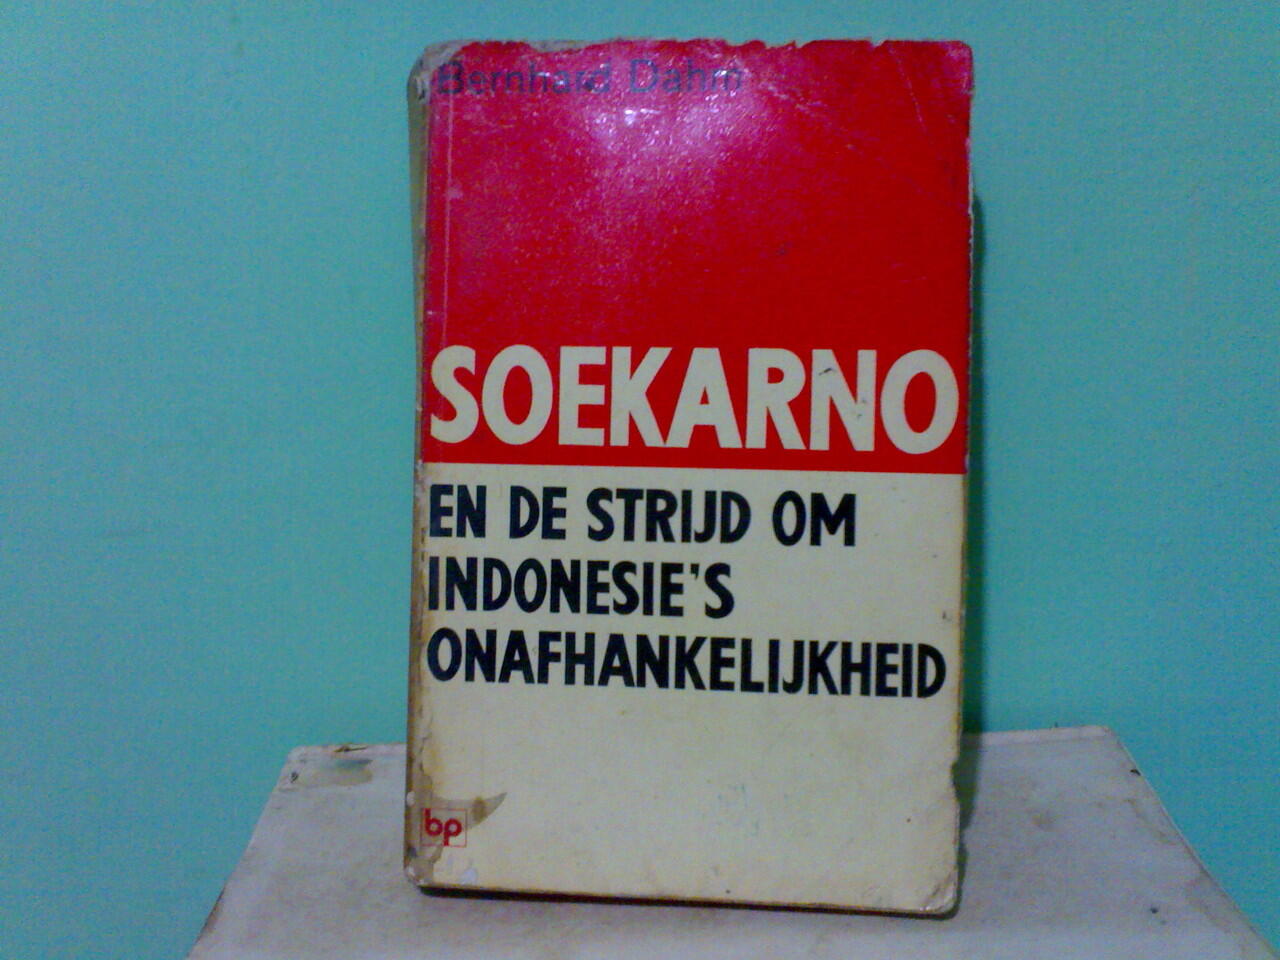 Bernhard Dahm
SOEKARNO
EN DE STRIJD OM
INDONESIE'S
ONAFHANKELIJKHEID
bp